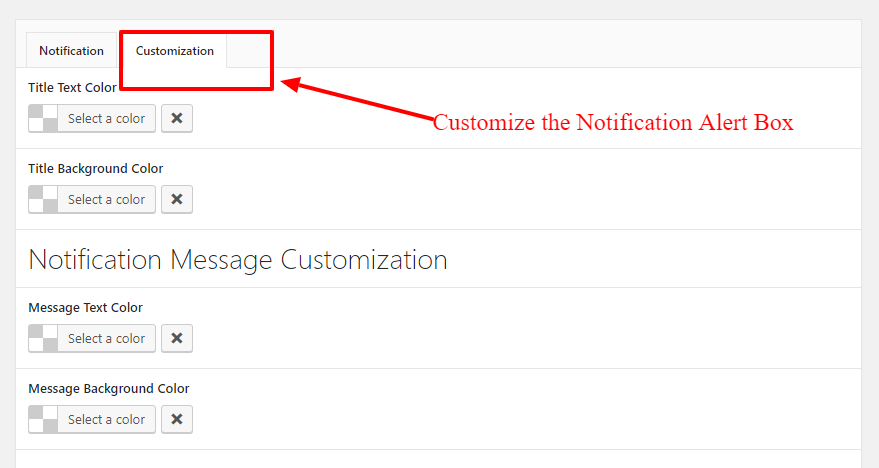 Notification Customization
Title Text Color
Select a color
Customize the Notification Alert Box
Title Background Color
Select a color
Notification Message Customization
Message Text Color
Select a color
Message Background Color
Select a color